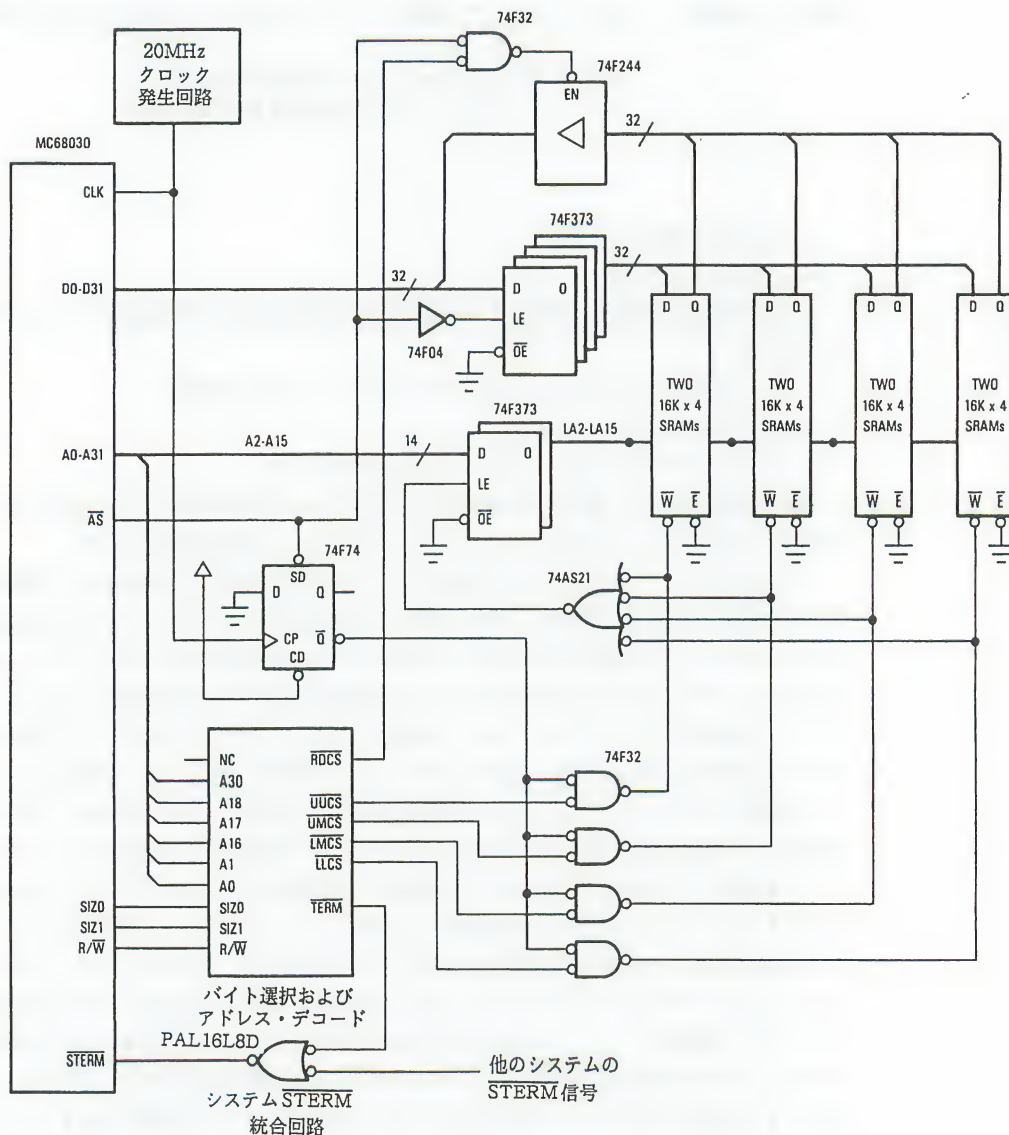 74F32
20MHz
クロック
発生回路
74F244
EN
32
MC68030
CLK
74F373
32
D0-D31
32
D O
LE
OE
74F04
D Q
D Q
D Q
D Q
TWO
16K x 4
SRAMs
TWO
16K x 4
SRAMs
TWO
16K x 4
SRAMs
TWO
16K x 4
SRAMs
W E
W E
W E
W E
74F373
A0-A31
A2-A15
14
D O
LE
OE
LA2-LA15
AS
74F74
SD
D Q
CP Q
CD
74AS21
NC
A30
A18
A17
A16
A1
A0
SIZ0
SIZ1
R/W
RDCS
UUCS
UMCS
LMCS
LLCS
TERM
74F32
SIZ0
SIZ1
R/W
バイト選択および
アドレス・デコード
PAL16L8D
STERM
システムSTERM
統合回路
他のシステムの
STERM信号